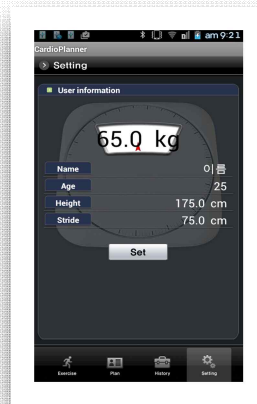 am 9:21
CardioPlanner
Setting
User information
65.0 kg
Name 이름
Age 25
Height 175.0 cm
Stride 75.0 cm
Set
Exercise Plan History Setting